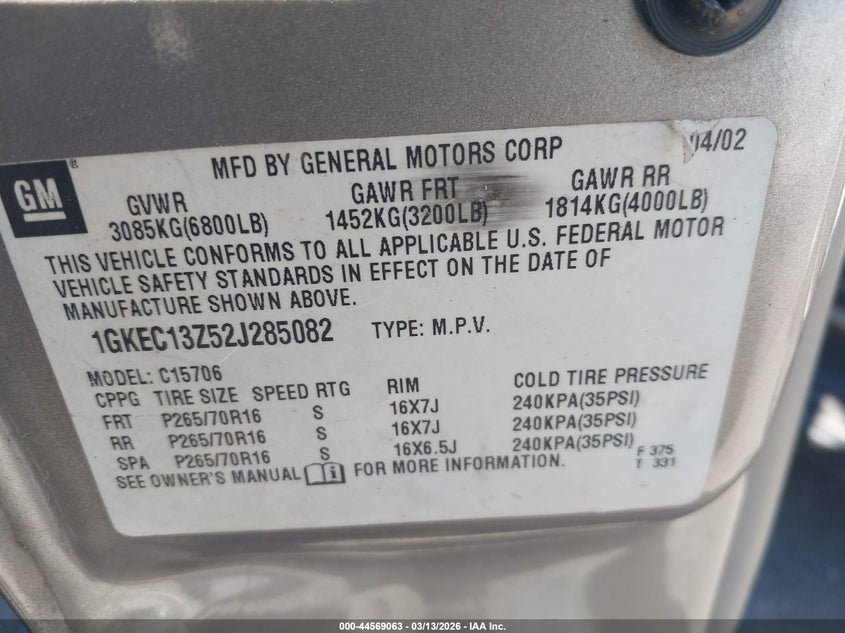 04/02
MFD BY GENERAL MOTORS CORP
GM
®
GVWR GAWR FRT GAWR RR
3085KG(6800LB) 1452KG(3200LB) 1814KG(4000LB)
THIS VEHICLE CONFORMS TO ALL APPLICABLE U.S. FEDERAL MOTOR
VEHICLE SAFETY STANDARDS IN EFFECT ON THE DATE OF
MANUFACTURE SHOWN ABOVE.
1GKEC13Z52J285082 TYPE: M.P.V.
MODEL: C15706
CPPG TIRE SIZE SPEED RTG RIM COLD TIRE PRESSURE
FRT P265/70R16 S 16X7J 240KPA(35PSI)
RR P265/70R16 S 16X7J 240KPA(35PSI)
SPA P265/70R16 S 16X6.5J 240KPA(35PSI)
SEE OWNER'S MANUAL FOR MORE INFORMATION.
F 375
T 331
000-44569063 - 03/13/2026 - IAA Inc.